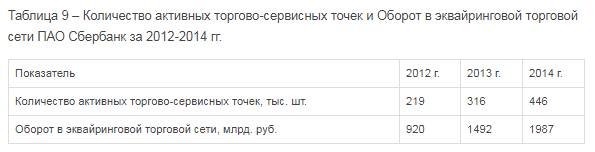 Таблица 9 – Количество активных торгово-сервисных точек и Оборот в эквайринговой торговой
сети ПАО Сбербанк за 2012-2014 гг.
Показатель 2012 г. 2013 г. 2014 г.
Количество активных торгово-сервисных точек, тыс. шт. 219 316 446
Оборот в эквайринговой торговой сети, млрд. руб. 920 1492 1987